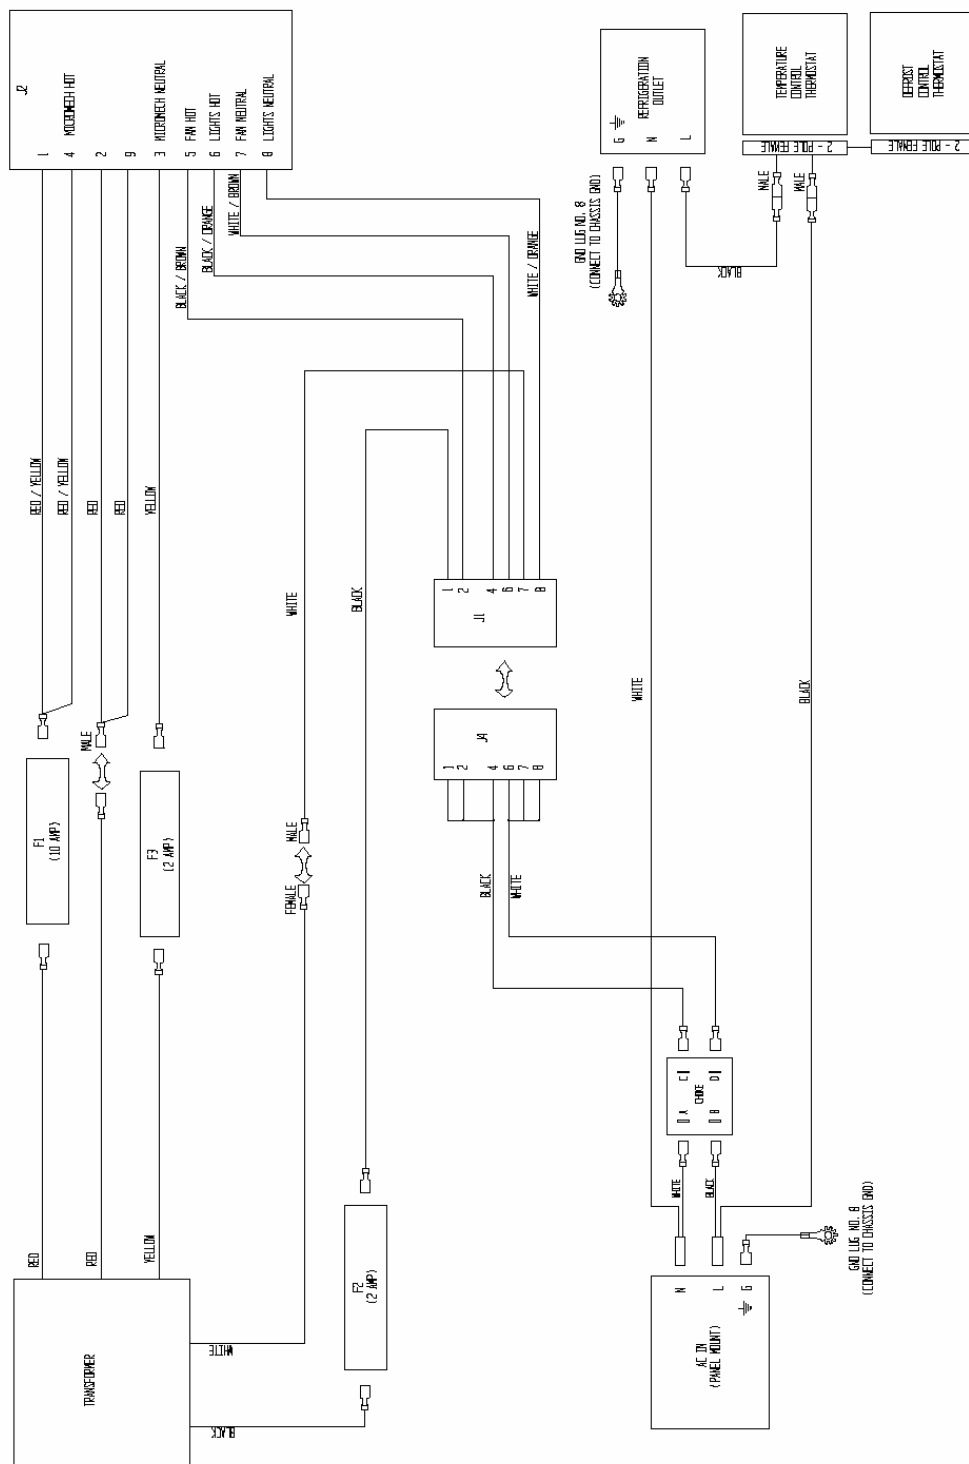 J2
1
4 MICROMECH HOT
2
9
3 MICROMECH NEUTRAL
5 FAN HOT
6 LIGHTS HOT
7 FAN NEUTRAL
8 LIGHTS NEUTRAL
RED / YELLOW
RED / YELLOW
RED
RED
YELLOW
BLACK / BROWN
BLACK / ORANGE
WHITE / BROWN
WHITE / ORANGE
REFRIGERATION
OUTLET
G
N
L
TEMPERATURE
CONTROL
THERMOSTAT
DEFROST
CONTROL
THERMOSTAT
2 - POLE FEMALE
2 - POLE FEMALE
MALE
MALE
GND LUG NO. 8
(CONNECT TO CHASSIS GND)
BLACK
WHITE
BLACK
WHITE
BLACK
J1
1
2
4
6
7
8
J4
1
2
4
6
7
8
MALE
F1
(10 AMP)
F3
(2 AMP)
MALE
FEMALE
BLACK
WHITE
CHOKE
A
B
C
D
WHITE
BLACK
RED
RED
YELLOW
TRANSFORMER
WHITE
BLACK
F2
(2 AMP)
AC IN
(PANEL MOUNT)
N
L
G
GND LUG NO. 8
(CONNECT TO CHASSIS GND)